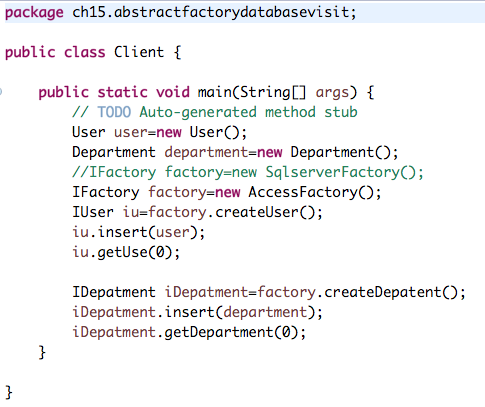 package ch15.abstractfactorydatabasevisit;
public class Client {
public static void main(String[] args) {
// TODO Auto-generated method stub
User user=new User();
Department department=new Department();
//IFactory factory=new SqlserverFactory();
IFactory factory=new AccessFactory();
IUser iu=factory.createUser();
iu.insert(user);
iu.getUse(0);
IDepatment iDepatment=factory.createDepatent();
iDepatment.insert(department);
iDepatment.getDepartment(0);
}
}